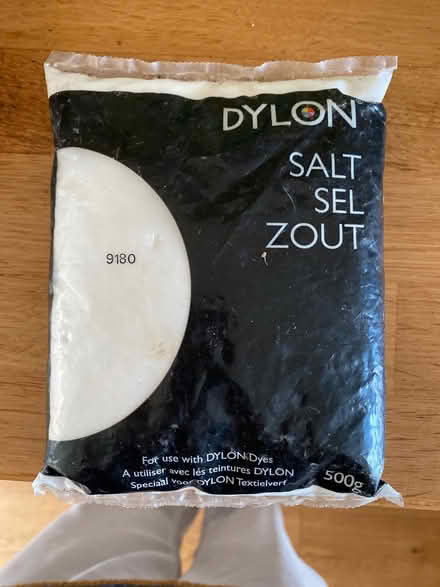 DYLON
SALT
SEL
ZOUT
9180
For use with DYLON Dyes
A utiliser avec lés teintures DYLON
Speciaal voor DYLON Textielverf
500g